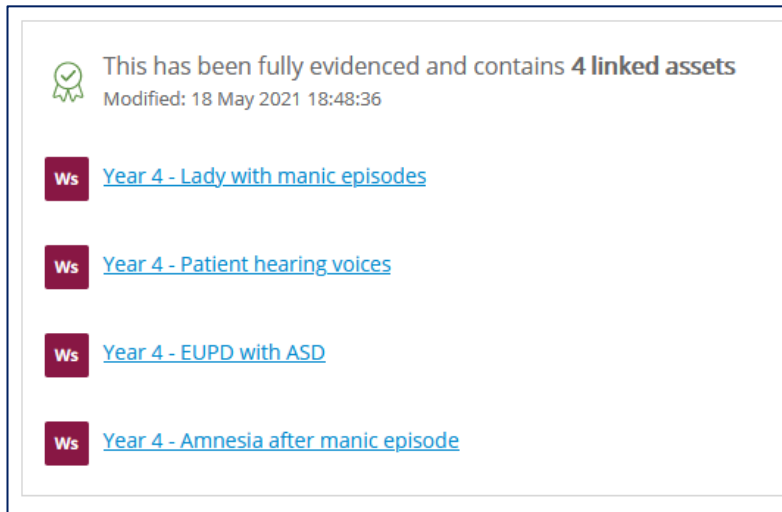 This has been fully evidenced and contains 4 linked assets
Modified: 18 May 2021 18:48:36
Ws Year 4 - Lady with manic episodes
Ws Year 4 - Patient hearing voices
Ws Year 4 - EUPD with ASD
Ws Year 4 - Amnesia after manic episode